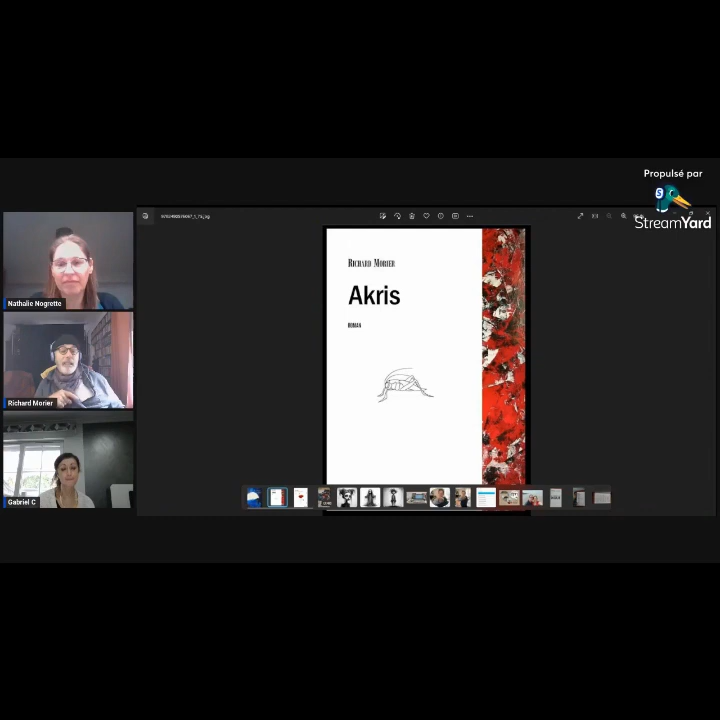 Propulsé par
StreamYard
RICHARD MORIER
Akris
ROMAN
Nathalie Nogrette
Richard Morier
Gabriel C